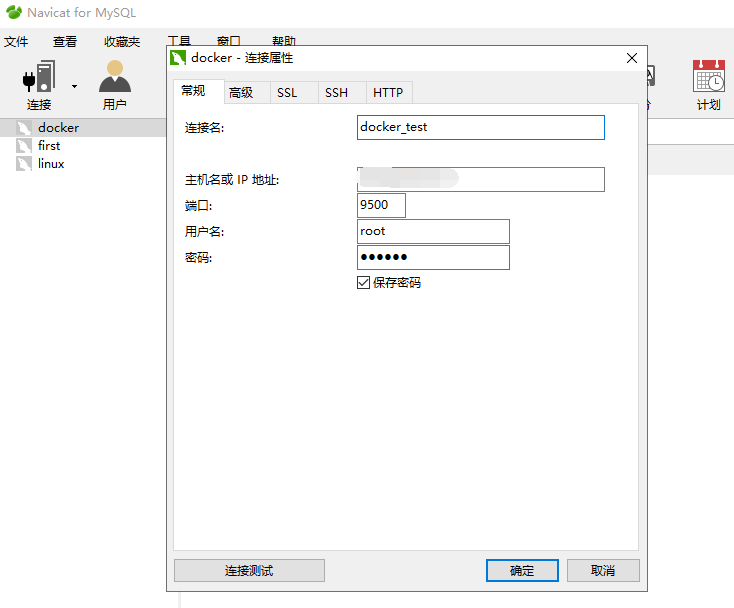 Navicat for MySQL
文件 查看 收藏夹 工具 窗口 帮助
连接 用户 计划
docker
first
linux
docker - 连接属性
常规 高级 SSL SSH HTTP
连接名: docker_test
主机名或 IP 地址:
端口: 9500
用户名: root
密码: ●●●●●●
保存密码
连接测试 确定 取消